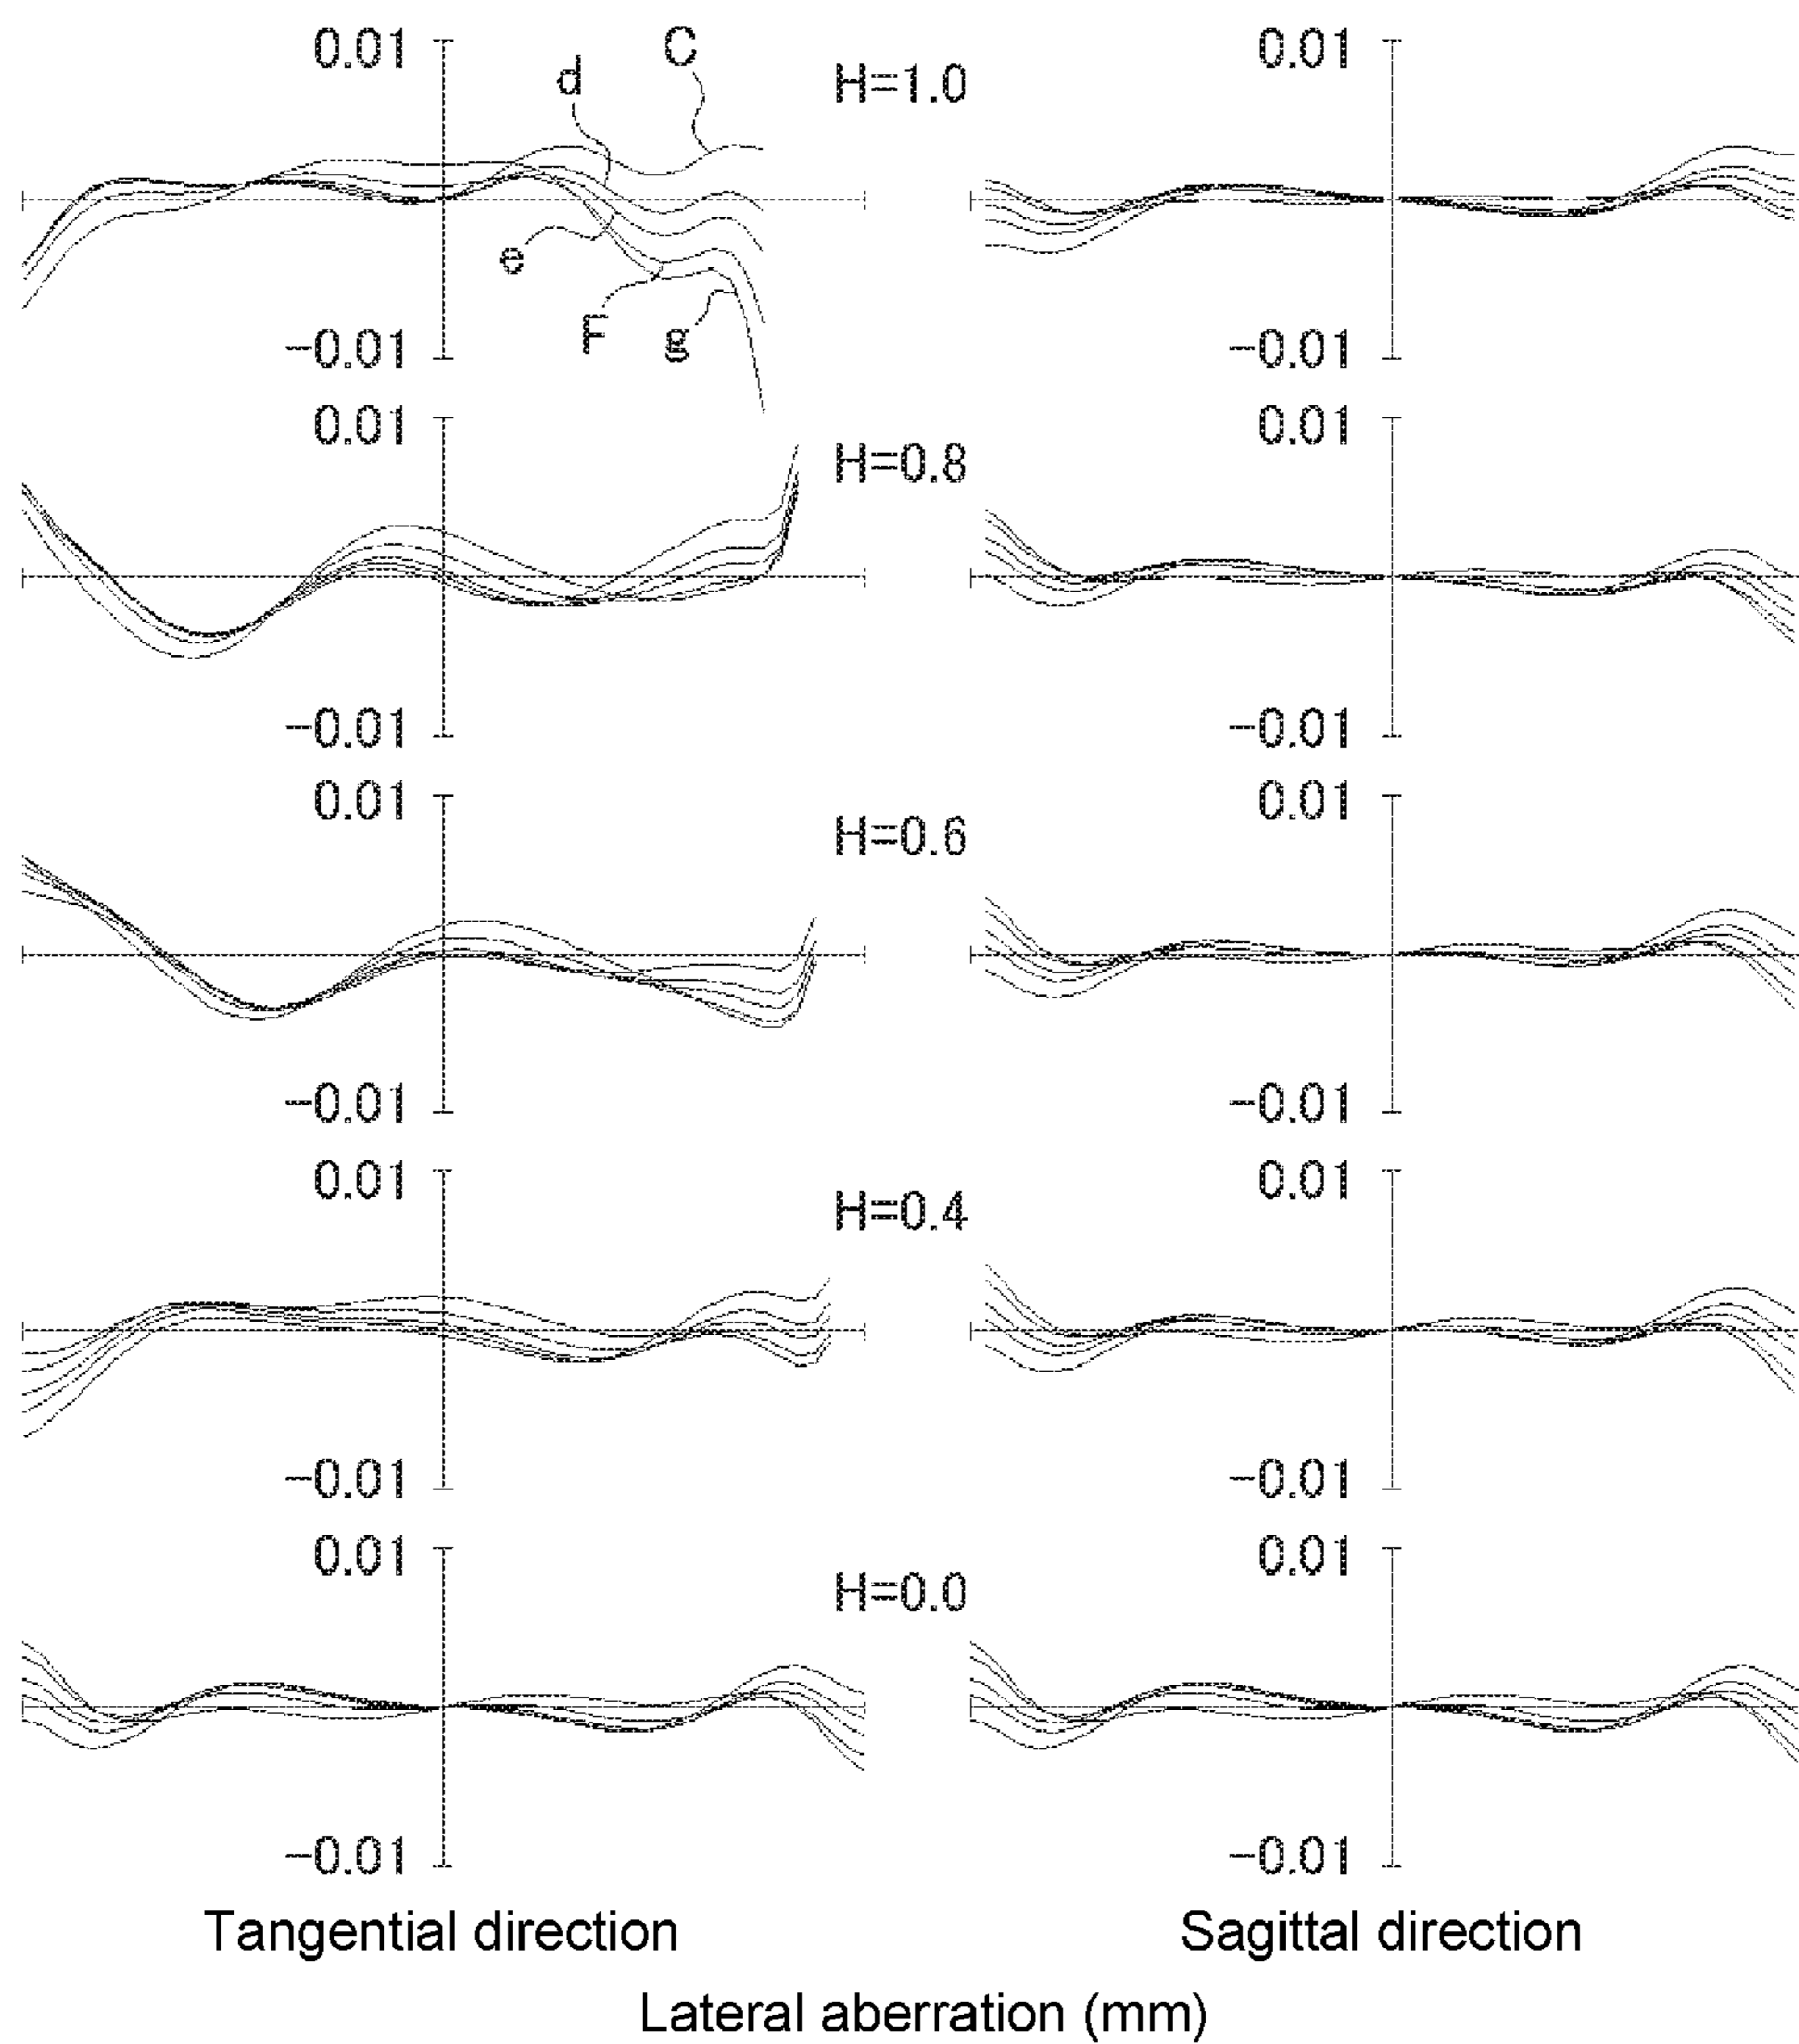 0.01
d
C
H=1.0
0.01
e
F
g
-0.01
-0.01
0.01
H=0.8
0.01
-0.01
-0.01
0.01
H=0.6
0.01
-0.01
-0.01
0.01
H=0.4
0.01
-0.01
-0.01
0.01
H=0.0
0.01
-0.01
-0.01
Tangential direction
Sagittal direction
Lateral aberration (mm)